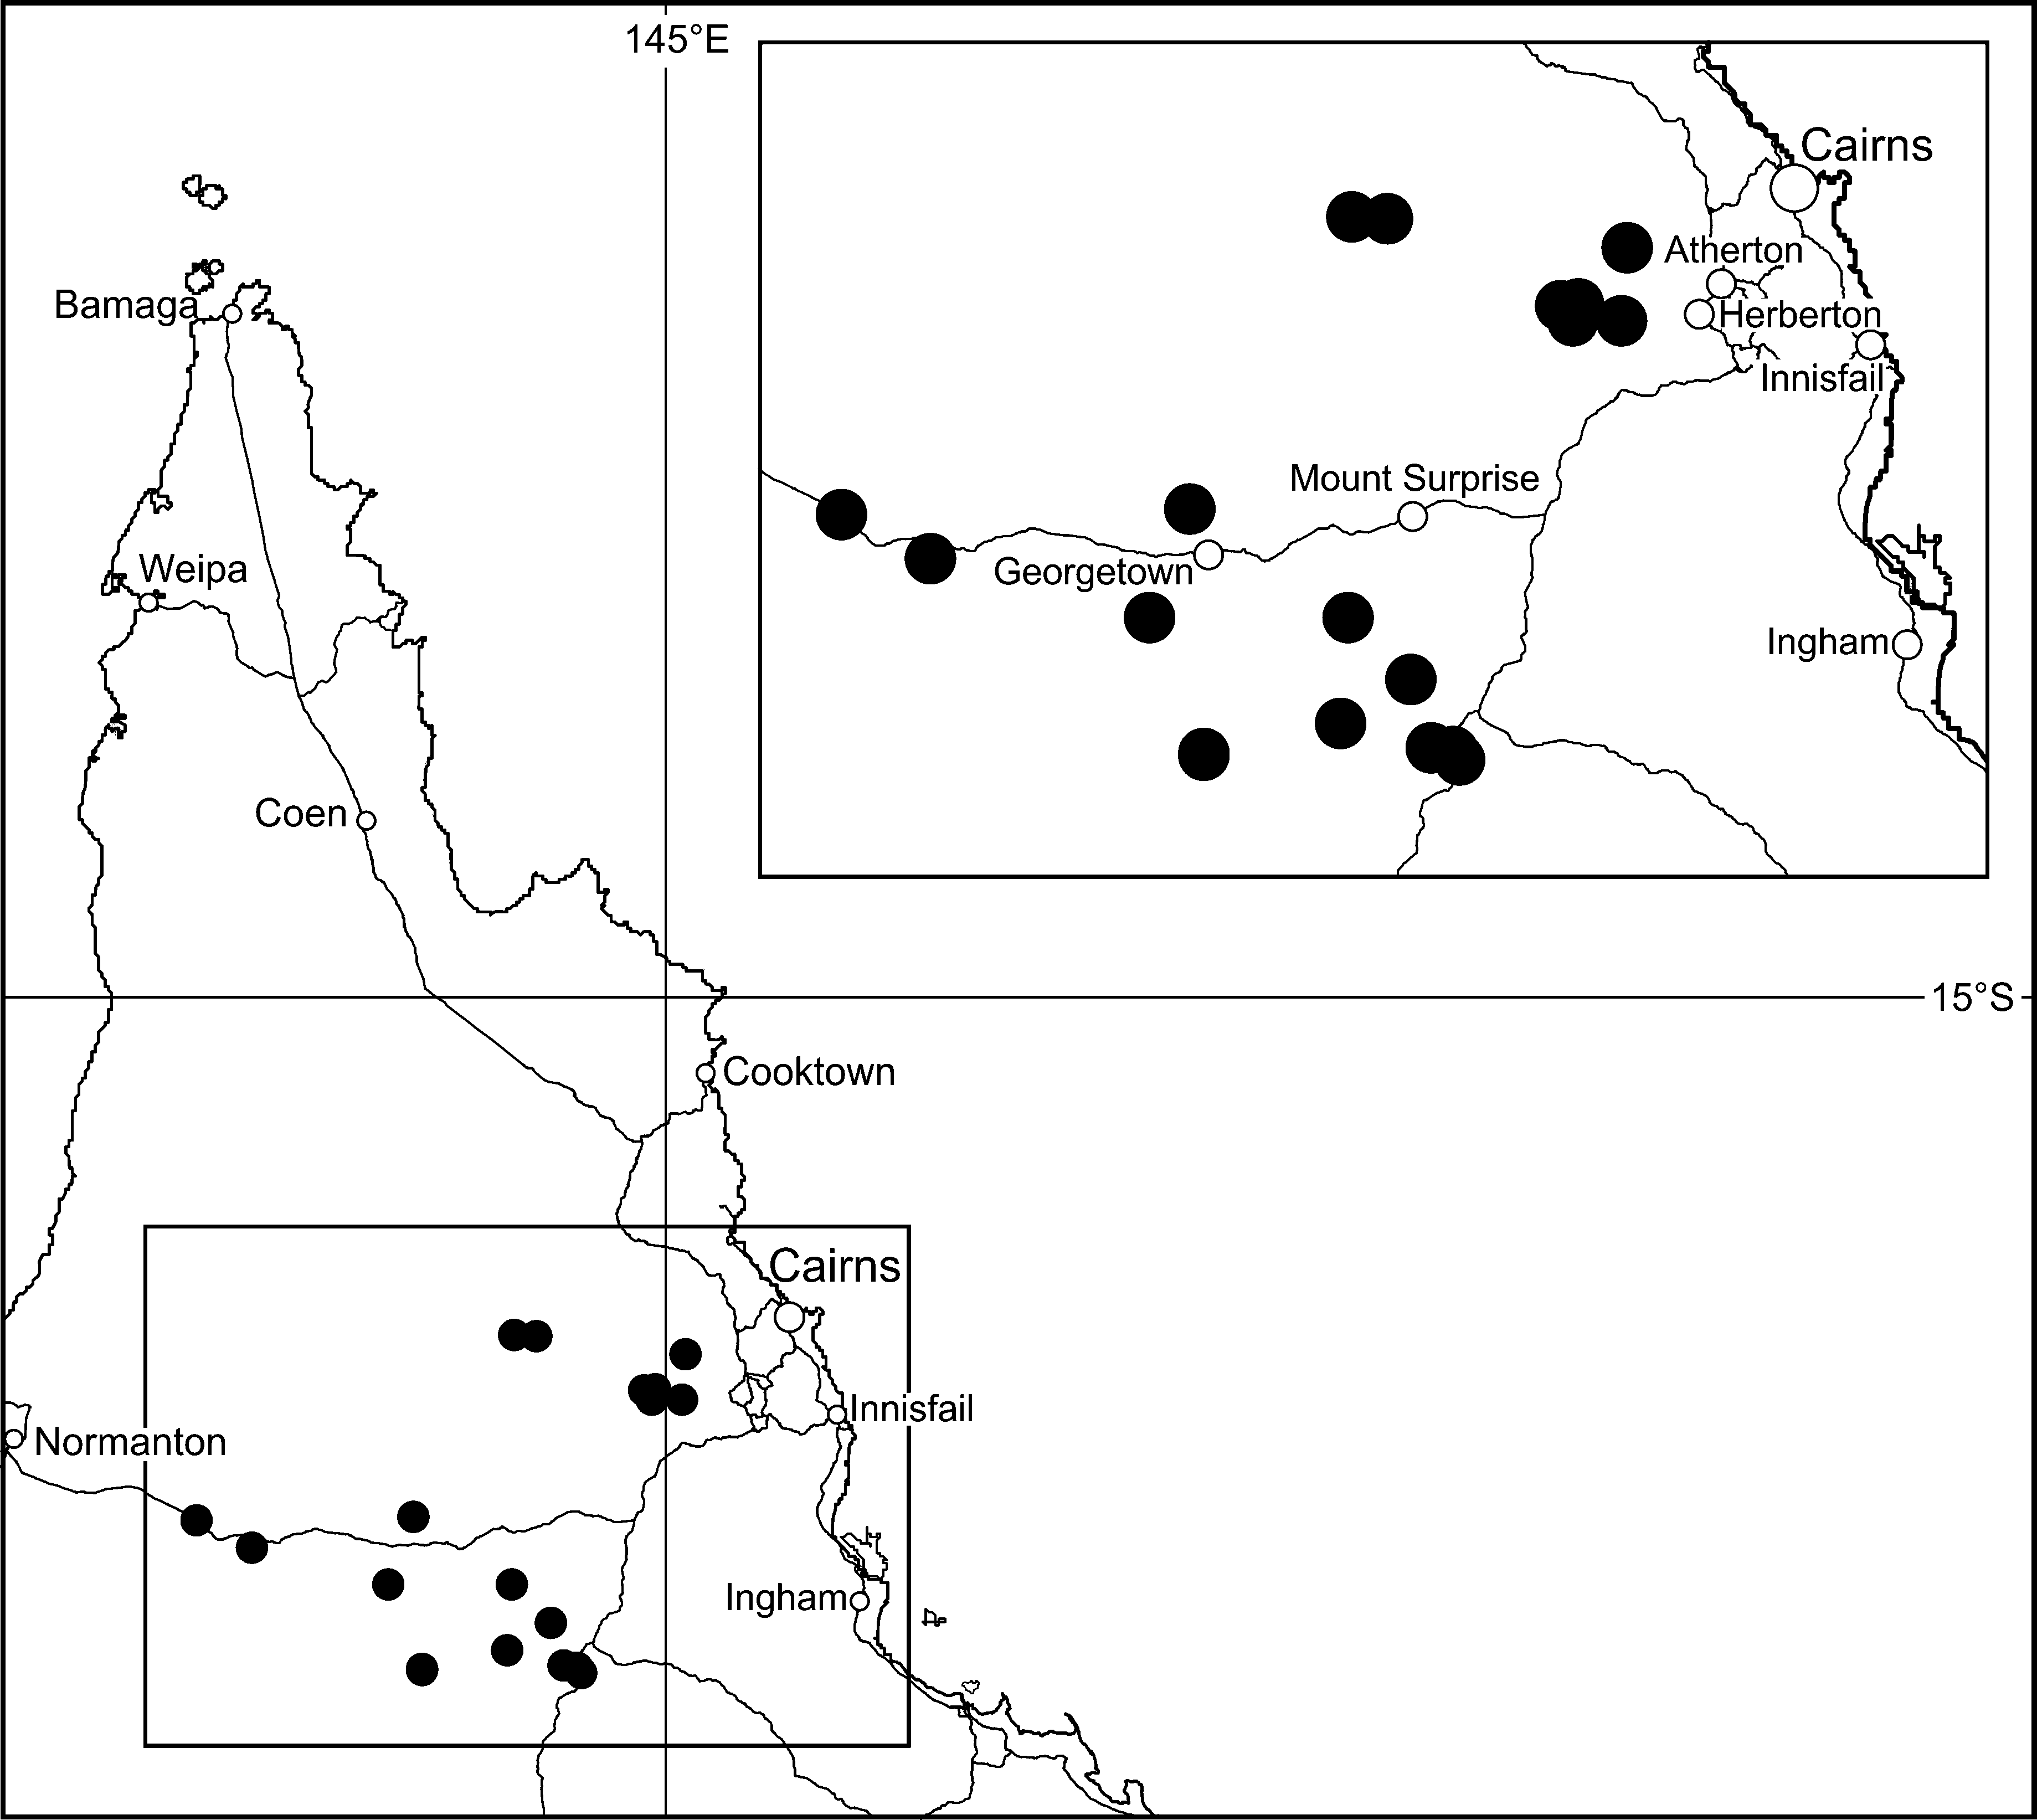 145°E
Cairns
Atherton
Herberton
Innisfail
Mount Surprise
Georgetown
Ingham
Bamaga
Weipa
Coen
15°S
Cooktown
Cairns
Innisfail
Normanton
Ingham